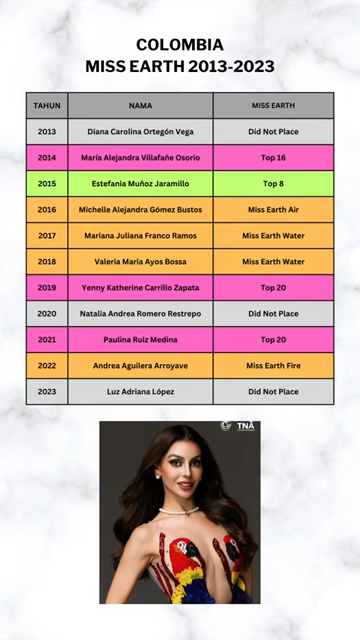 COLOMBIA
MISS EARTH 2013-2023
TAHUN NAMA MISS EARTH
2013 Diana Carolina Ortegón Vega Did Not Place
2014 María Alejandra Villafañe Osorio Top 16
2015 Estefania Muñoz Jaramillo Top 8
2016 Michelle Alejandra Gómez Bustos Miss Earth Air
2017 Mariana Juliana Franco Ramos Miss Earth Water
2018 Valeria Maria Ayos Bossa Miss Earth Water
2019 Yenny Katherine Carrillo Zapata Top 20
2020 Natalia Andrea Romero Restrepo Did Not Place
2021 Paulina Ruiz Medina Top 20
2022 Andrea Aguilera Arroyave Miss Earth Fire
2023 Luz Adriana López Did Not Place
TNÅ